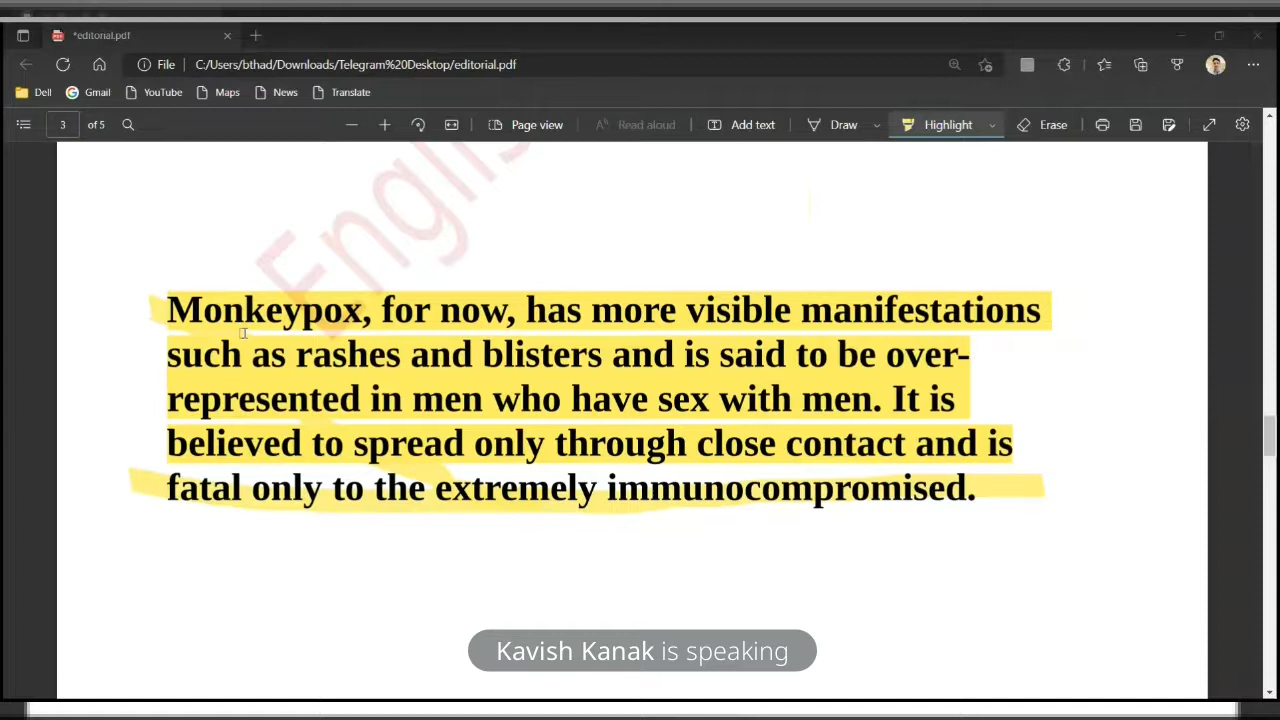 *editorial.pdf
File | C:/Users/bthad/Downloads/Telegram%20Desktop/editorial.pdf
Dell Gmail YouTube Maps News Translate
3 of 5 Page view Read aloud Add text Draw Highlight Erase
Englis
Monkeypox, for now, has more visible manifestations
such as rashes and blisters and is said to be over-
represented in men who have sex with men. It is
believed to spread only through close contact and is
fatal only to the extremely immunocompromised.
Kavish Kanak is speaking